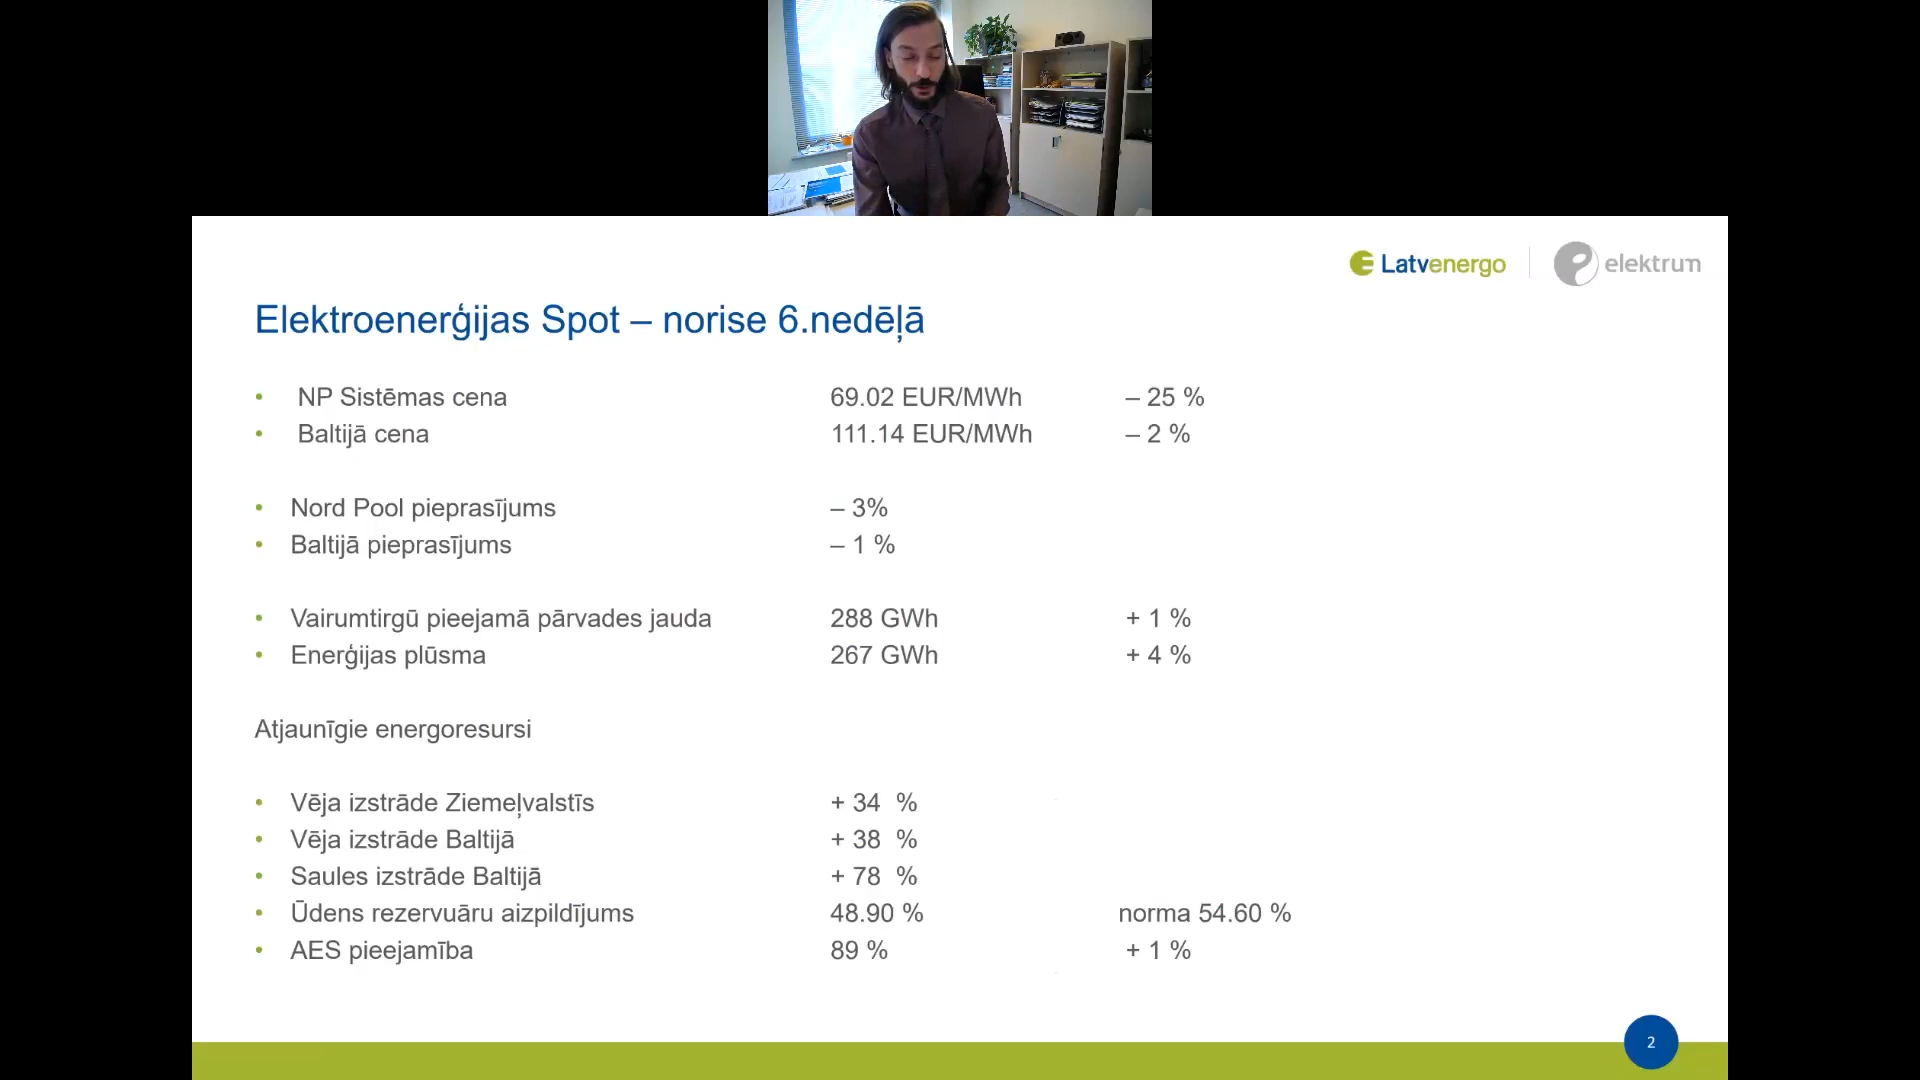 Latvenergo elektrum
Elektroenerģijas Spot – norise 6.nedēļā
• NP Sistēmas cena 69.02 EUR/MWh – 25 %
• Baltijā cena 111.14 EUR/MWh – 2 %
• Nord Pool pieprasījums – 3%
• Baltijā pieprasījums – 1 %
• Vairumtirgū pieejamā pārvades jauda 288 GWh + 1 %
• Enerģijas plūsma 267 GWh + 4 %
Atjaunīgie energoresursi
• Vēja izstrāde Ziemeļvalstīs + 34 %
• Vēja izstrāde Baltijā + 38 %
• Saules izstrāde Baltijā + 78 %
• Ūdens rezervuāru aizpildījums 48.90 % norma 54.60 %
• AES pieejamība 89 % + 1 %
2